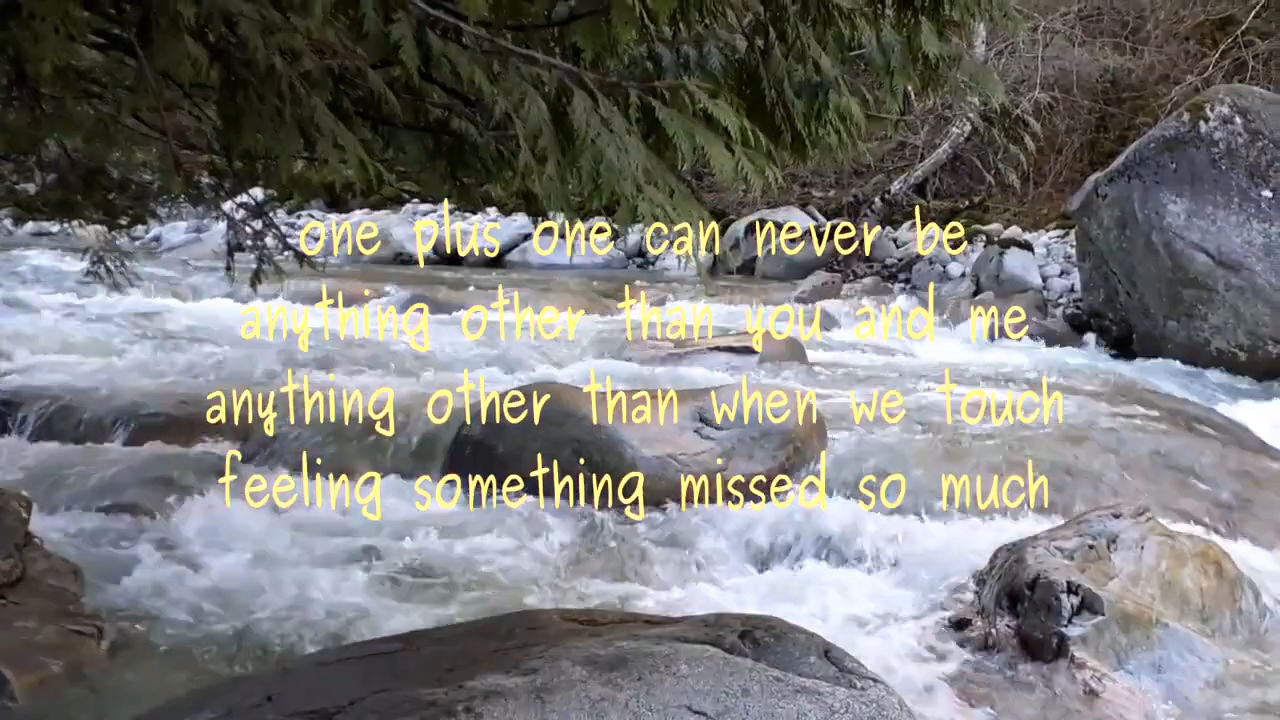 one plus one can never be
anything other than you and me
anything other than when we touch
feeling something missed so much